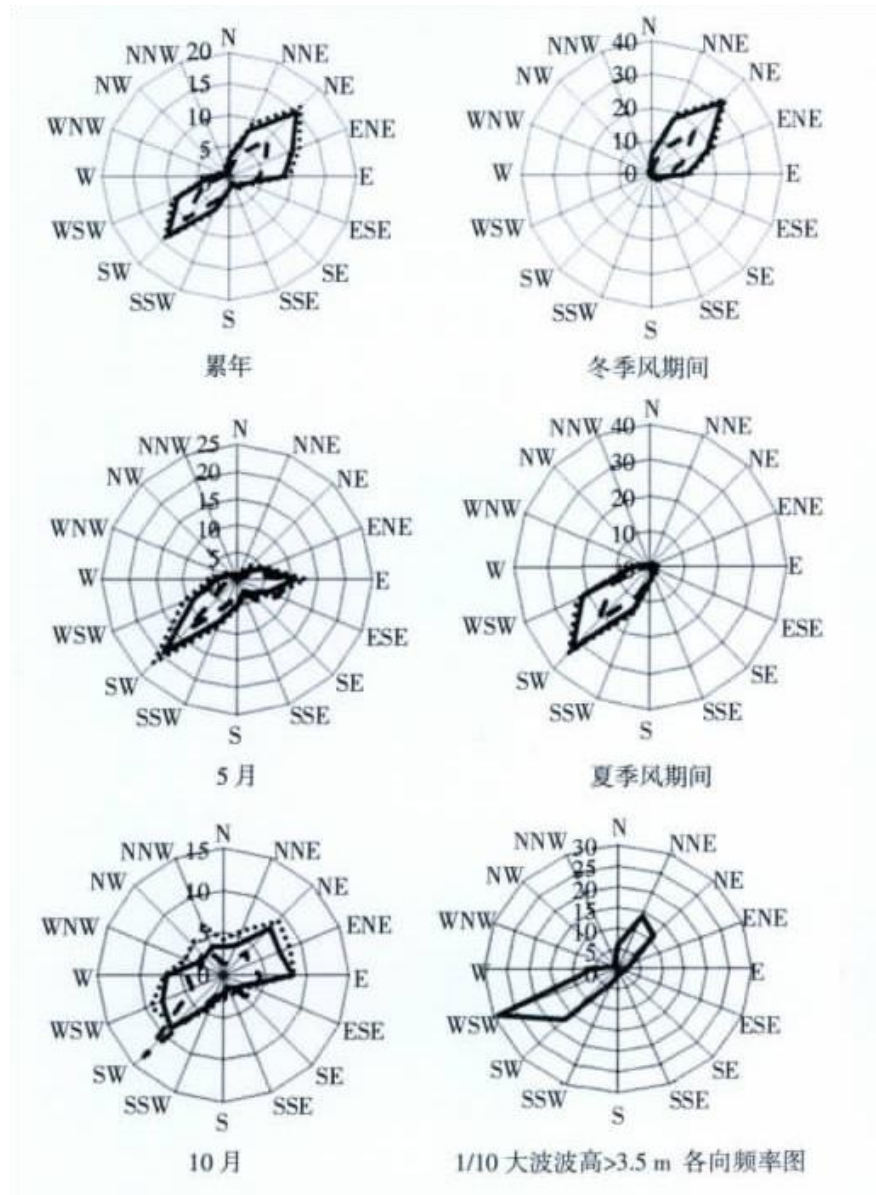 N
NNW 20 NNE
NW 15 NE
WNW 10 ENE
5
W E
WSW ESE
SW SE
SSW SSE
S
累年
N
NNW 40 NNE
NW 30 NE
WNW 20 ENE
10
W 0 E
WSW ESE
SW SE
SSW SSE
S
冬季风期间
N
NNW 25 NNE
NW 20 NE
15
WNW 10 ENE
5
W E
WSW ESE
SW SE
SSW SSE
S
5 月
N
NNW 40 NNE
NW 30 NE
WNW 20 ENE
10
W 0 E
WSW ESE
SW SE
SSW SSE
S
夏季风期间
N
NNW 15 NNE
NW 10 NE
WNW 5 ENE
W 0 E
WSW ESE
SW SE
SSW SSE
S
10 月
N
NNW 30 NNE
25
NW 20 NE
15
WNW 10 ENE
5
W 0 E
WSW ESE
SW SE
SSW SSE
S
1/10 大波波高>3.5 m 各向频率图